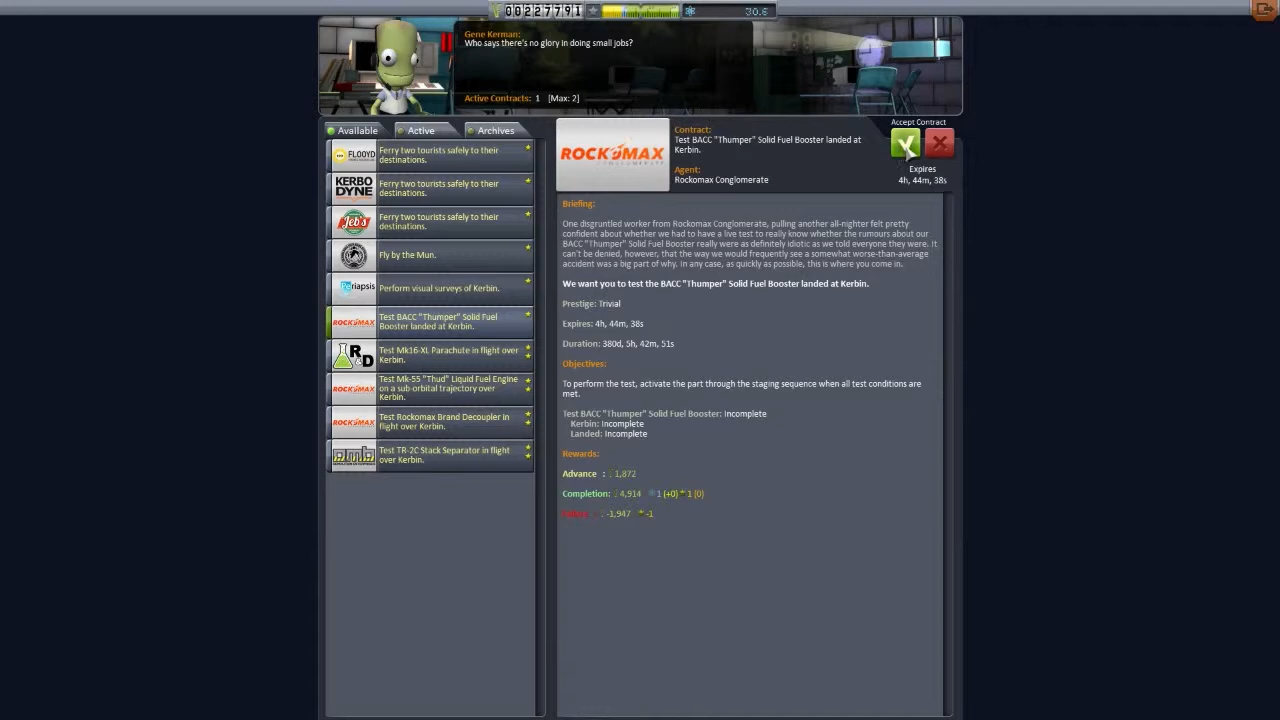 0022779 1
30.6
Gene Kerman:
Who says there's no glory in doing small jobs?
Active Contracts: 1 [Max: 2]
Available
Active
Archives
FLOOYD
Ferry two tourists safely to their
destinations.
KERBO
DYNE
Ferry two tourists safely to their
destinations.
Jeb's
Ferry two tourists safely to their
destinations.
Fly by the Mun.
Periapsis
Perform visual surveys of Kerbin.
ROCKOMAX
Test BACC "Thumper" Solid Fuel
Booster landed at Kerbin.
R&D
Test Mk16-XL Parachute in flight over
Kerbin.
ROCKOMAX
Test Mk-55 "Thud" Liquid Fuel Engine
on a sub-orbital trajectory over
Kerbin.
ROCKOMAX
Test Rockomax Brand Decoupler in
flight over Kerbin.
Test TR-2C Stack Separator in flight
over Kerbin.
ROCKOMAX
CONGLOMERATE
Contract:
Test BACC "Thumper" Solid Fuel Booster landed at
Kerbin.
Agent:
Rockomax Conglomerate
Accept Contract
Expires
4h, 44m, 38s
Briefing:
One disgruntled worker from Rockomax Conglomerate, pulling another all-nighter felt pretty
confident about whether we had to have a live test to really know whether the rumours about our
BACC "Thumper" Solid Fuel Booster really were as definitely idiotic as we told everyone they were. It
can't be denied, however, that the way we would frequently see a somewhat worse-than-average
accident was a big part of why. In any case, as quickly as possible, this is where you come in.
We want you to test the BACC "Thumper" Solid Fuel Booster landed at Kerbin.
Prestige: Trivial
Expires: 4h, 44m, 38s
Duration: 380d, 5h, 42m, 51s
Objectives:
To perform the test, activate the part through the staging sequence when all test conditions are
met.
Test BACC "Thumper" Solid Fuel Booster: Incomplete
Kerbin: Incomplete
Landed: Incomplete
Rewards:
Advance : 1,872
Completion: 4,914 1 (+0) 1 (0)
-1,947 -1